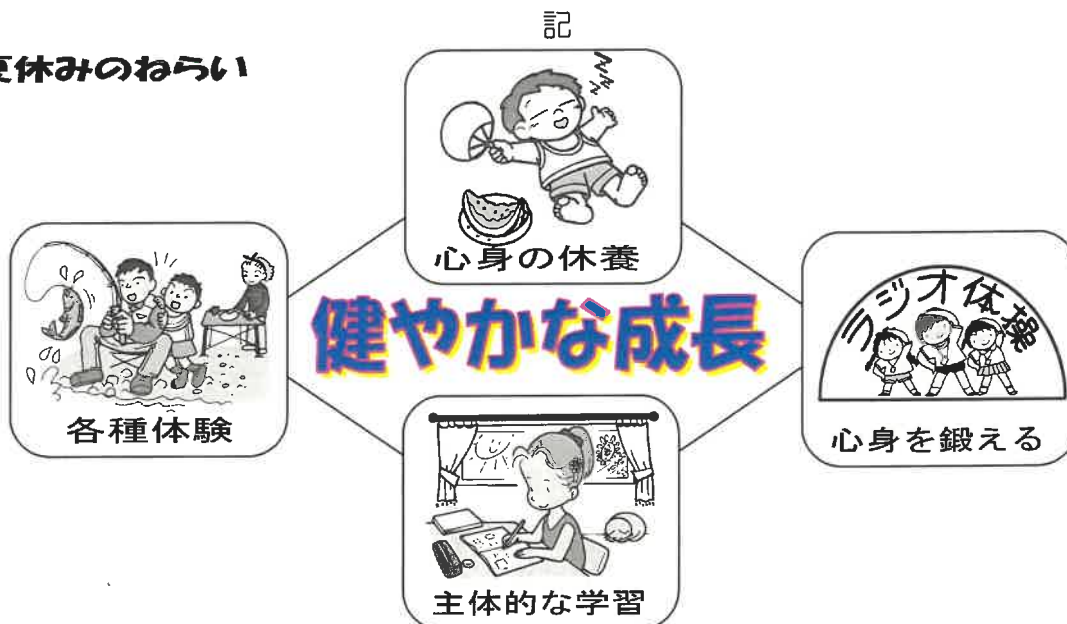 記
夏休みのねらい
心身の休養
健やかな成長
各種体験
ラジオ体操
心身を鍛える
主体的な学習